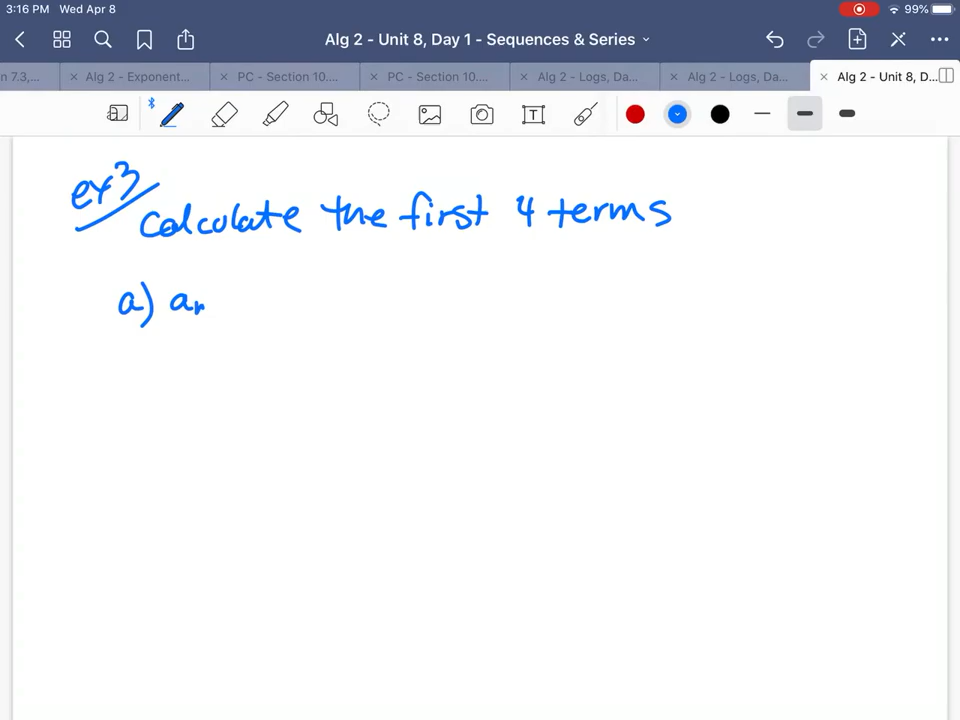 3:16 PM Wed Apr 8
99%
Alg 2 - Unit 8, Day 1 - Sequences & Series
n 7.3,...
Alg 2 - Exponent...
PC - Section 10....
PC - Section 10....
Alg 2 - Logs, Da...
Alg 2 - Logs, Da...
Alg 2 - Unit 8, D...
T
ex3
Calculate the first 4 terms
a) an